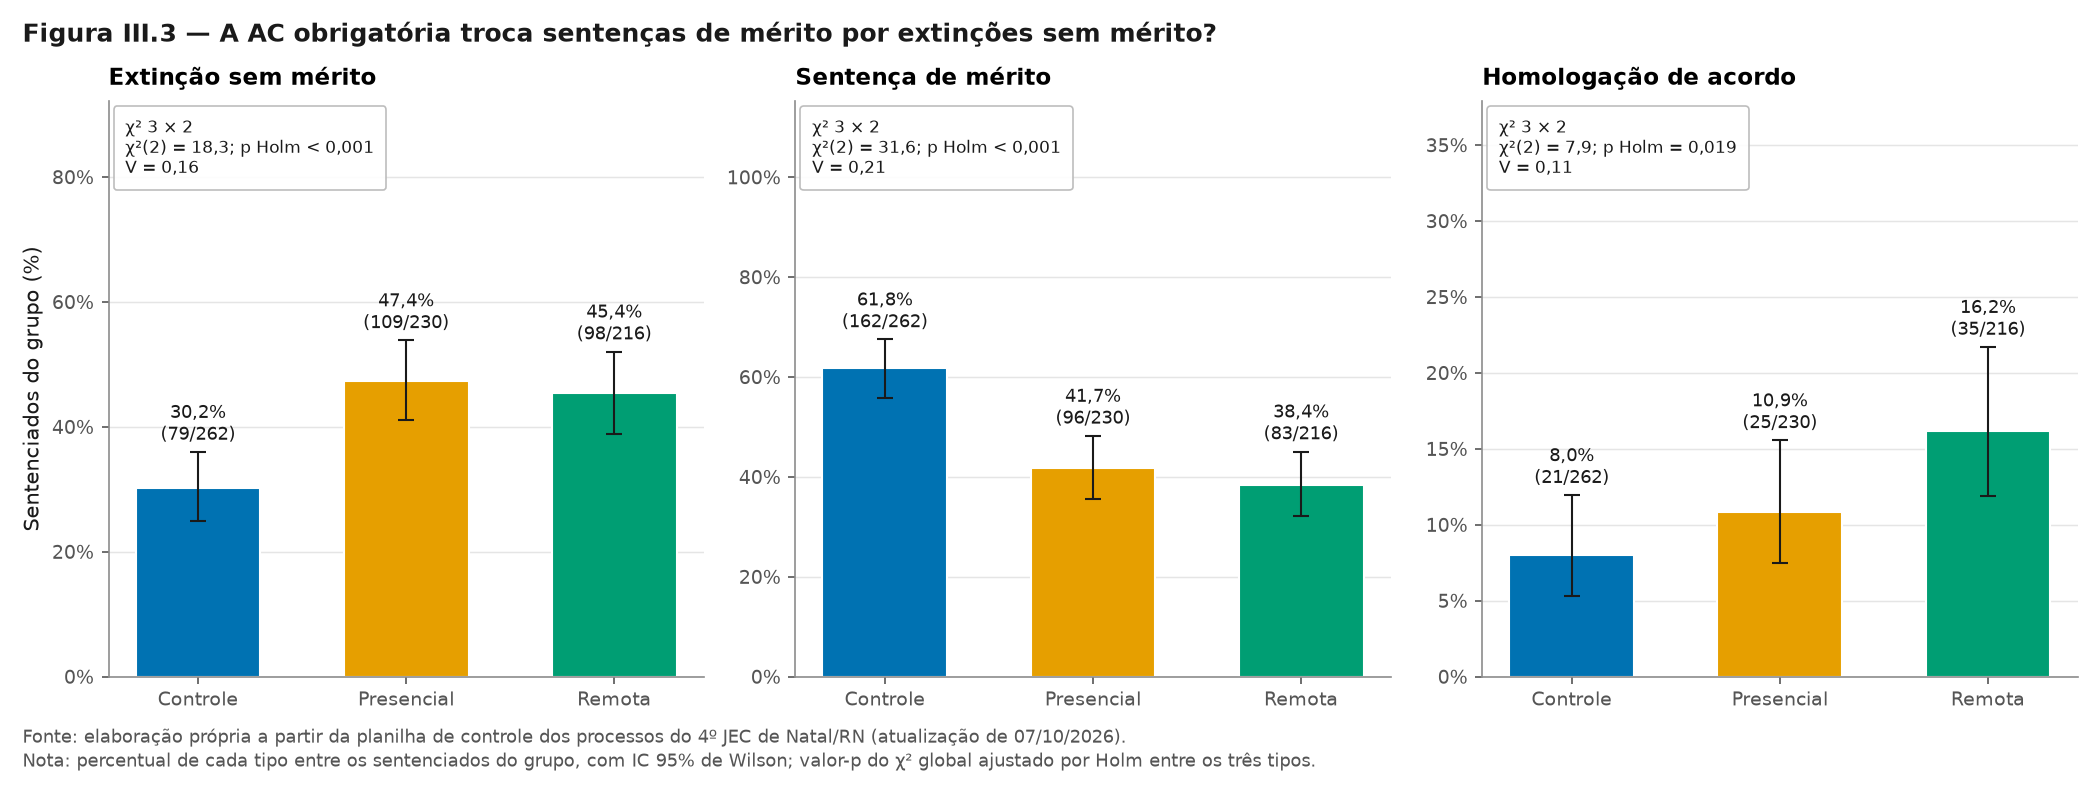 Figura III.3 — A AC obrigatória troca sentenças de mérito por extinções sem mérito?
Extinção sem mérito
χ² 3 × 2
χ²(2) = 18,3; p Holm < 0,001
V = 0,16
Sentenciados do grupo (%)
80%
60%
40%
20%
0%
30,2%
(79/262)
47,4%
(109/230)
45,4%
(98/216)
Controle
Presencial
Remota
Sentença de mérito
χ² 3 × 2
χ²(2) = 31,6; p Holm < 0,001
V = 0,21
100%
80%
60%
40%
20%
0%
61,8%
(162/262)
41,7%
(96/230)
38,4%
(83/216)
Controle
Presencial
Remota
Homologação de acordo
χ² 3 × 2
χ²(2) = 7,9; p Holm = 0,019
V = 0,11
35%
30%
25%
20%
15%
10%
5%
0%
8,0%
(21/262)
10,9%
(25/230)
16,2%
(35/216)
Controle
Presencial
Remota
Fonte: elaboração própria a partir da planilha de controle dos processos do 4º JEC de Natal/RN (atualização de 07/10/2026).
Nota: percentual de cada tipo entre os sentenciados do grupo, com IC 95% de Wilson; valor-p do χ² global ajustado por Holm entre os três tipos.